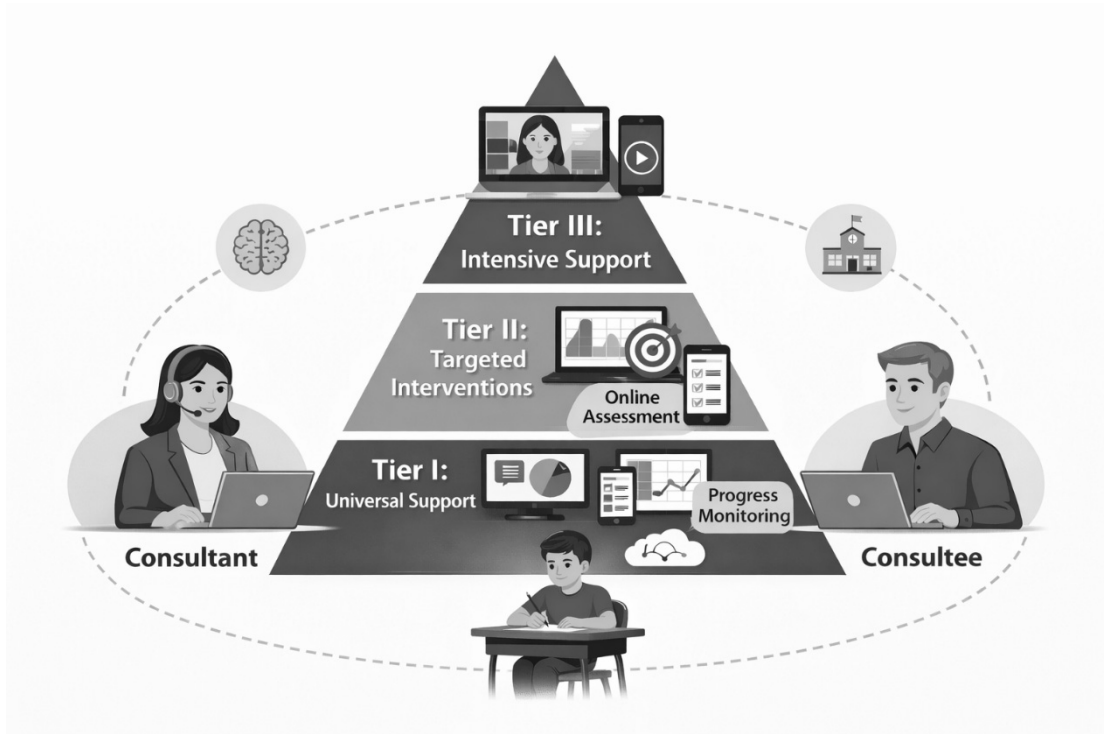 Tier III:
Intensive Support
Tier II:
Targeted
Interventions
Online
Assessment
Tier I:
Universal Support
Progress
Monitoring
Consultant
Consultee